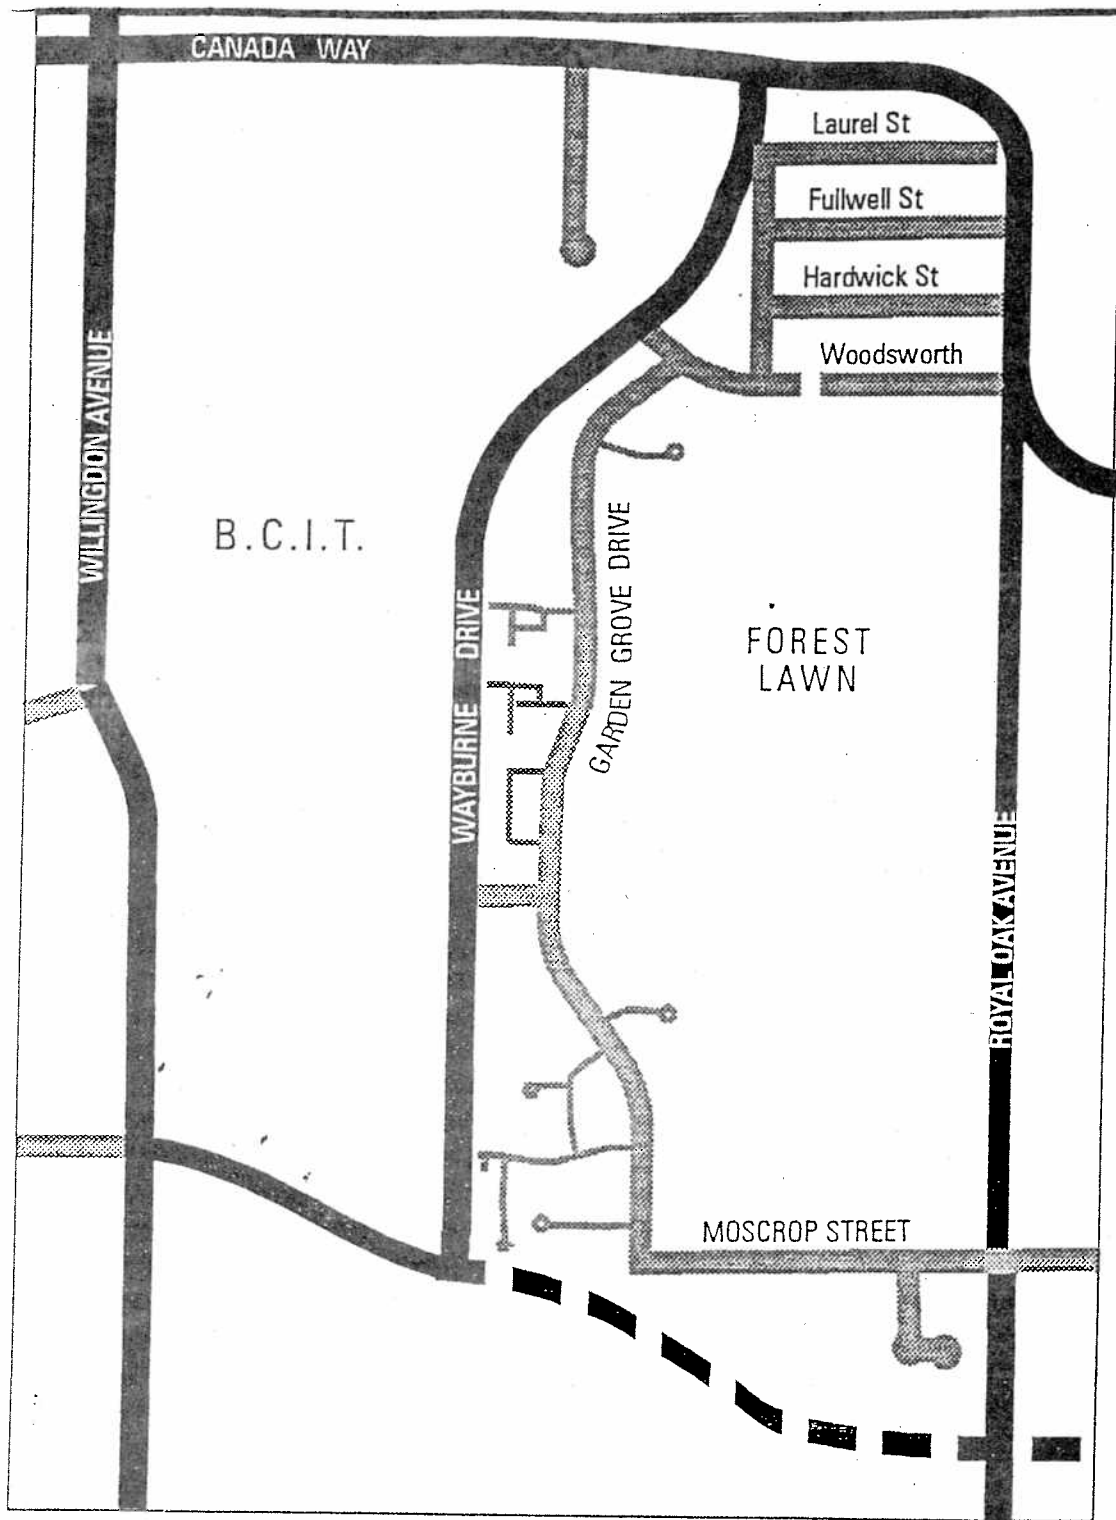 CANADA WAY
Laurel St
Fullwell St
Hardwick St
Woodsworth
WILLINGDON AVENUE
B.C.I.T.
WAYBURNE DRIVE
GARDEN GROVE DRIVE
FOREST
LAWN
ROYAL OAK AVENUE
MOSCROP STREET